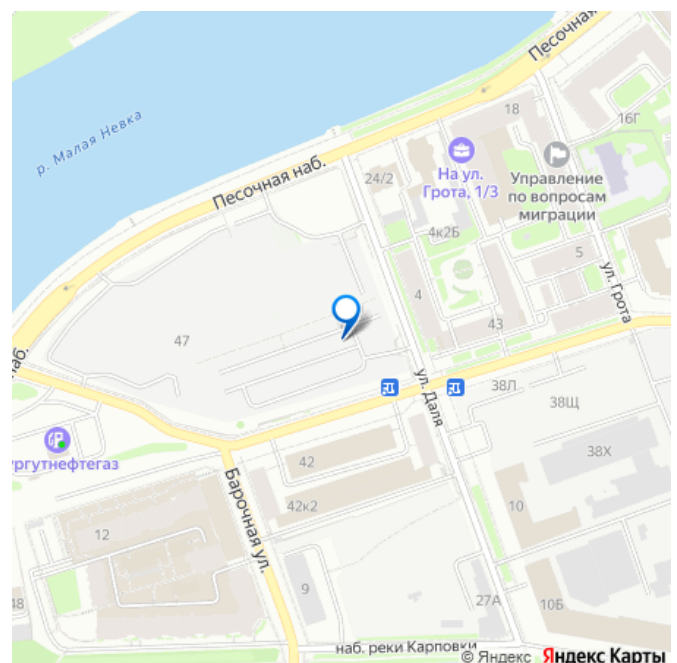 Песочная
18
16Г
р. Малая Невка
На ул.
Грота, 1/3
Управление
по вопросам
миграции
Песочная наб.
24/2
4к2Б
5
ул. Грота
4
43
47
наб.
ул. Даля
38Л
38Щ
38Х
ургутнефтегаз
42
42к2
Барочная ул.
12
10
9
48
27А
10Б
наб. реки Карповки
© Яндекс Яндекс Карты